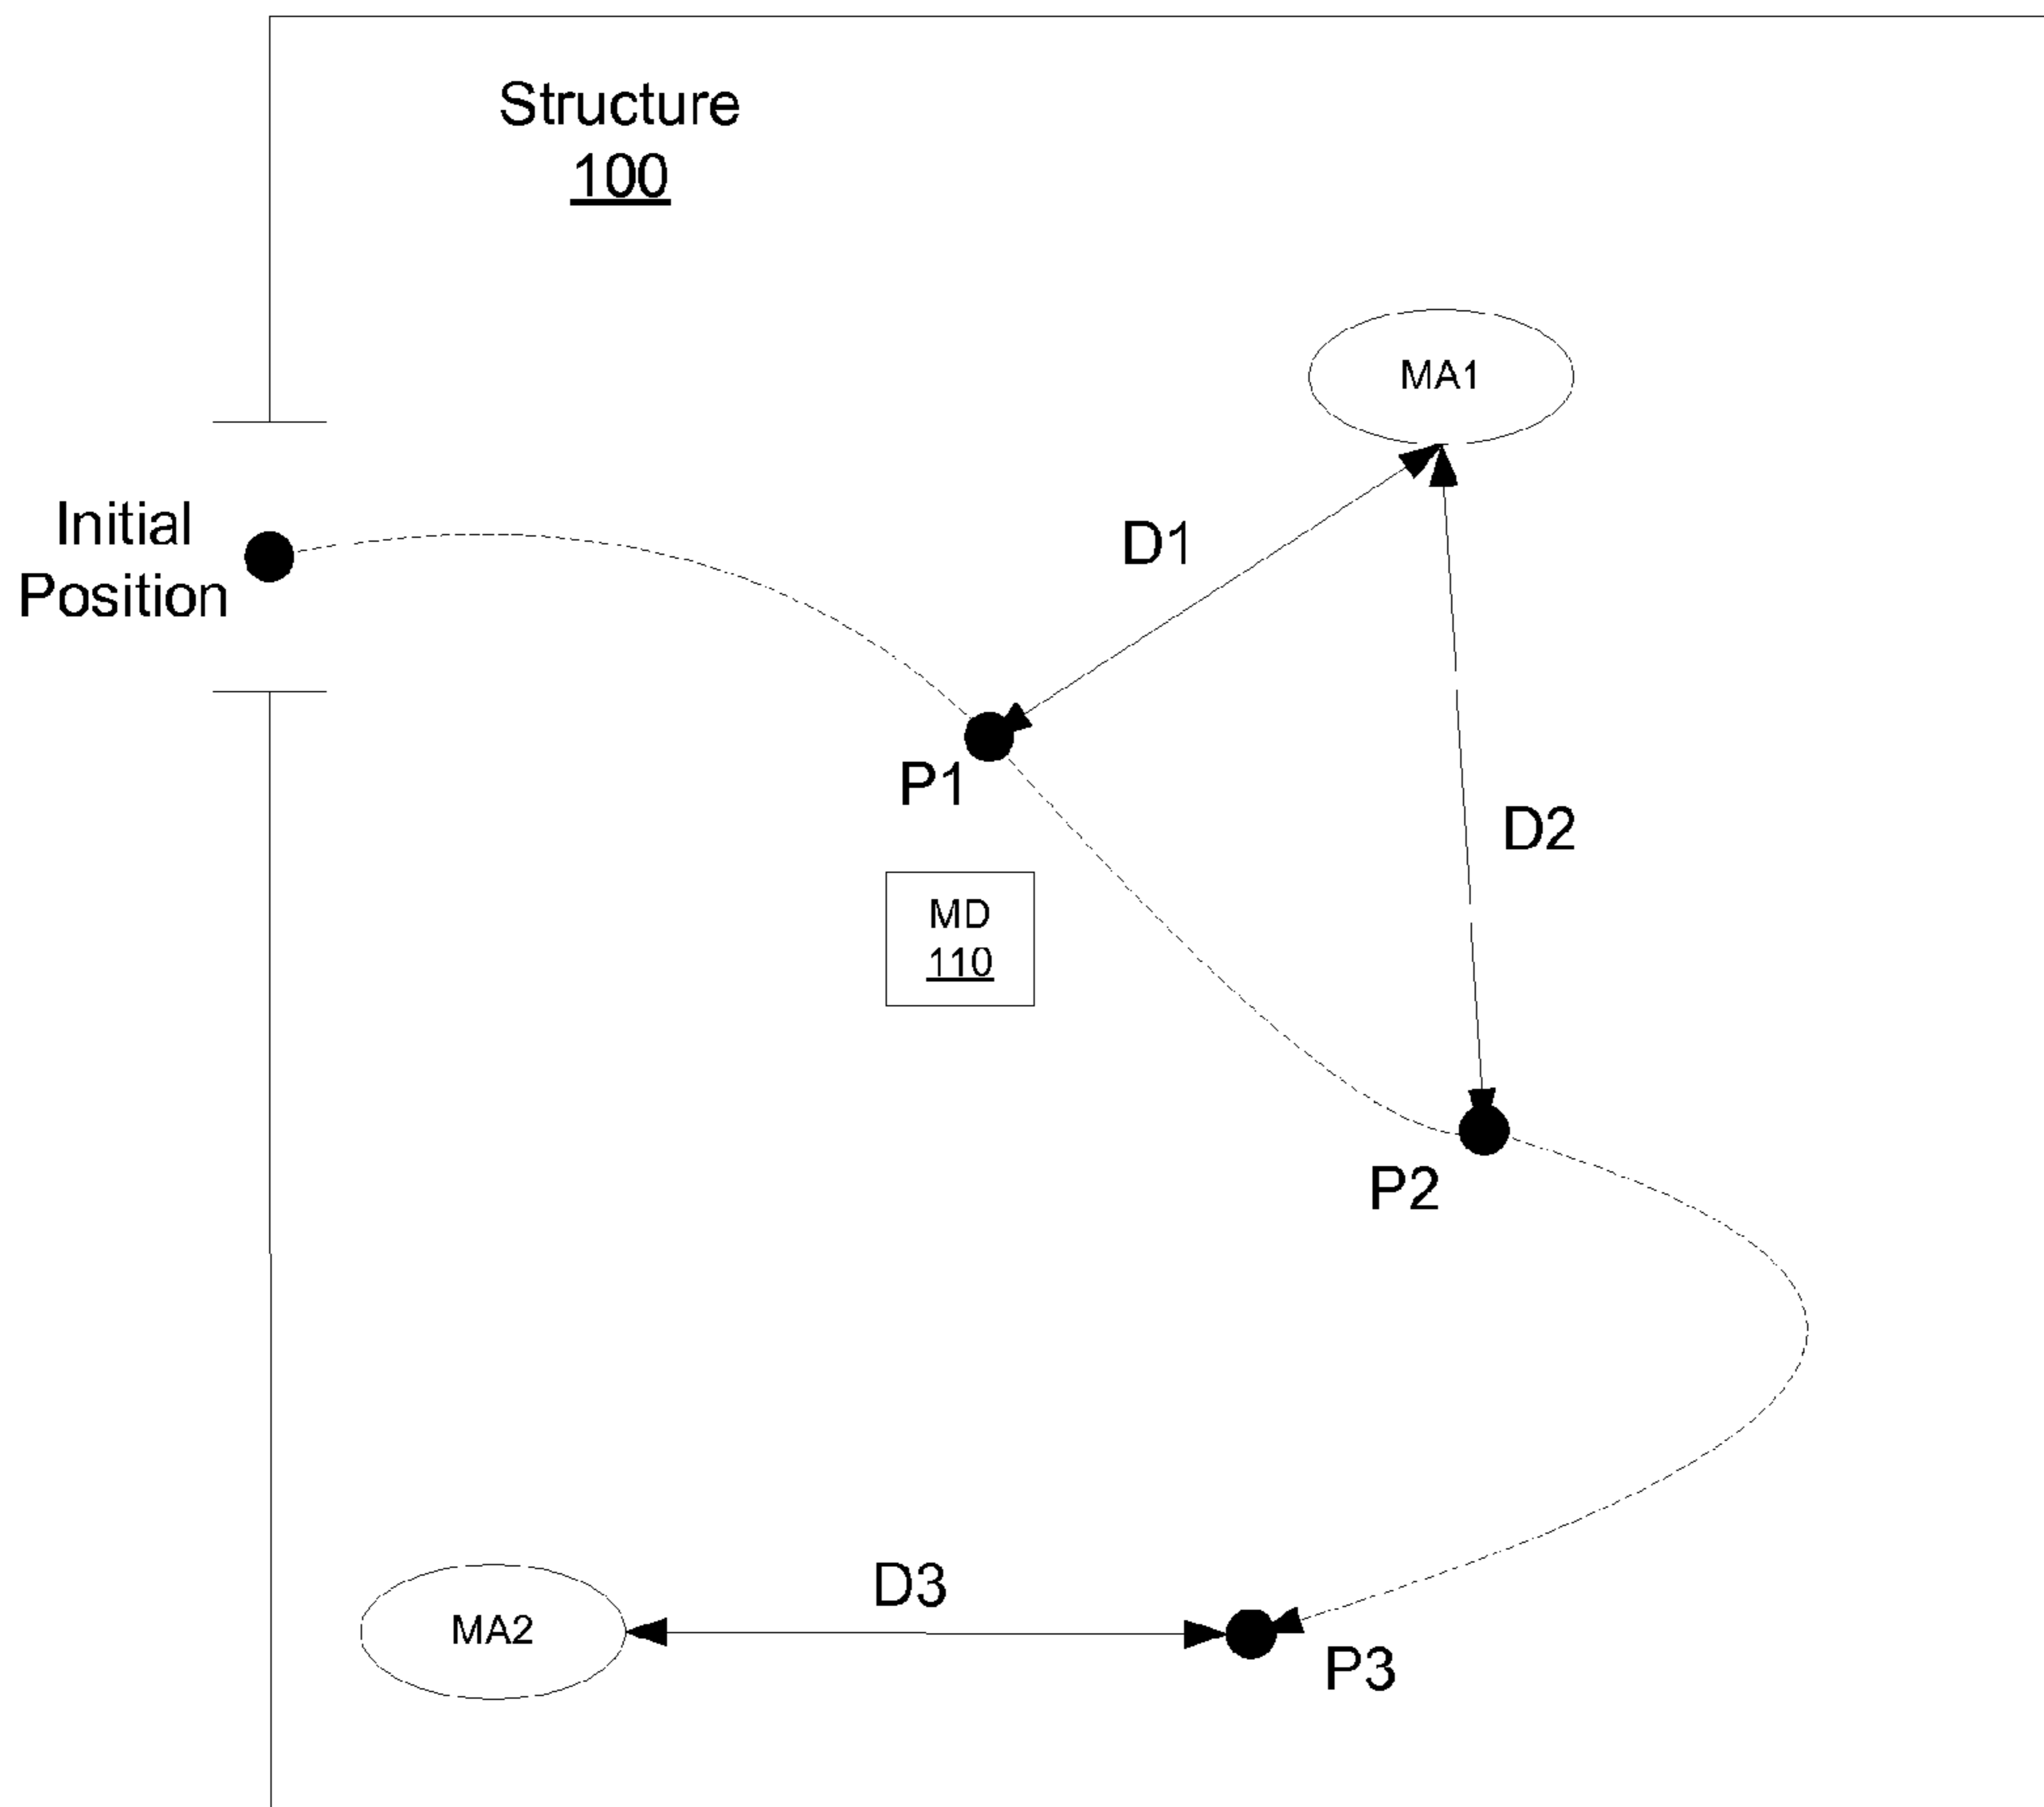 Structure
100
MA1
Initial
Position
D1
P1
D2
MD
110
P2
D3
MA2
P3